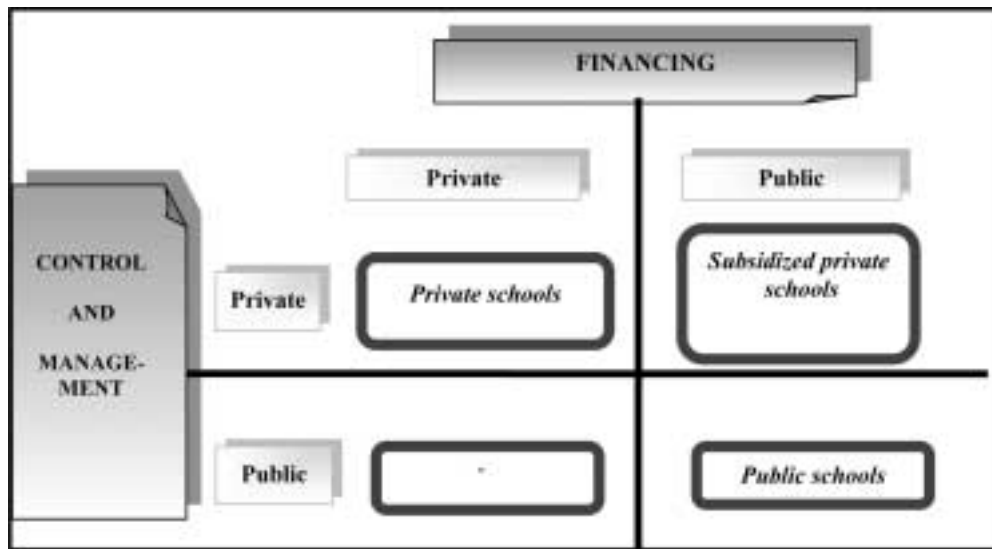 FINANCING
Private
Public
CONTROL
AND
MANAGE-
MENT
Private
Private schools
Subsidized private
schools
Public
-
Public schools